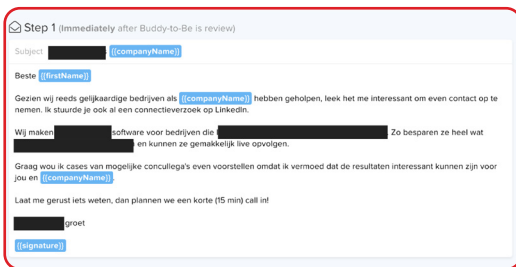 Step 1 (Immediately after Buddy-to-Be is review)
Subject {{companyName}}
Beste {{firstName}}
Gezien wij reeds gelijkaardige bedrijven als {{companyName}} hebben geholpen, leek het me interessant om even contact op te
nemen. Ik stuurde je ook al een connectieverzoek op LinkedIn.
Wij maken software voor bedrijven die . Zo besparen ze heel wat
en kunnen ze gemakkelijk live opvolgen.
Graag wou ik cases van mogelijke concullega's even voorstellen omdat ik vermoed dat de resultaten interessant kunnen zijn voor
jou en {{companyName}}.
Laat me gerust iets weten, dan plannen we een korte (15 min) call in!
groet
{{signature}}